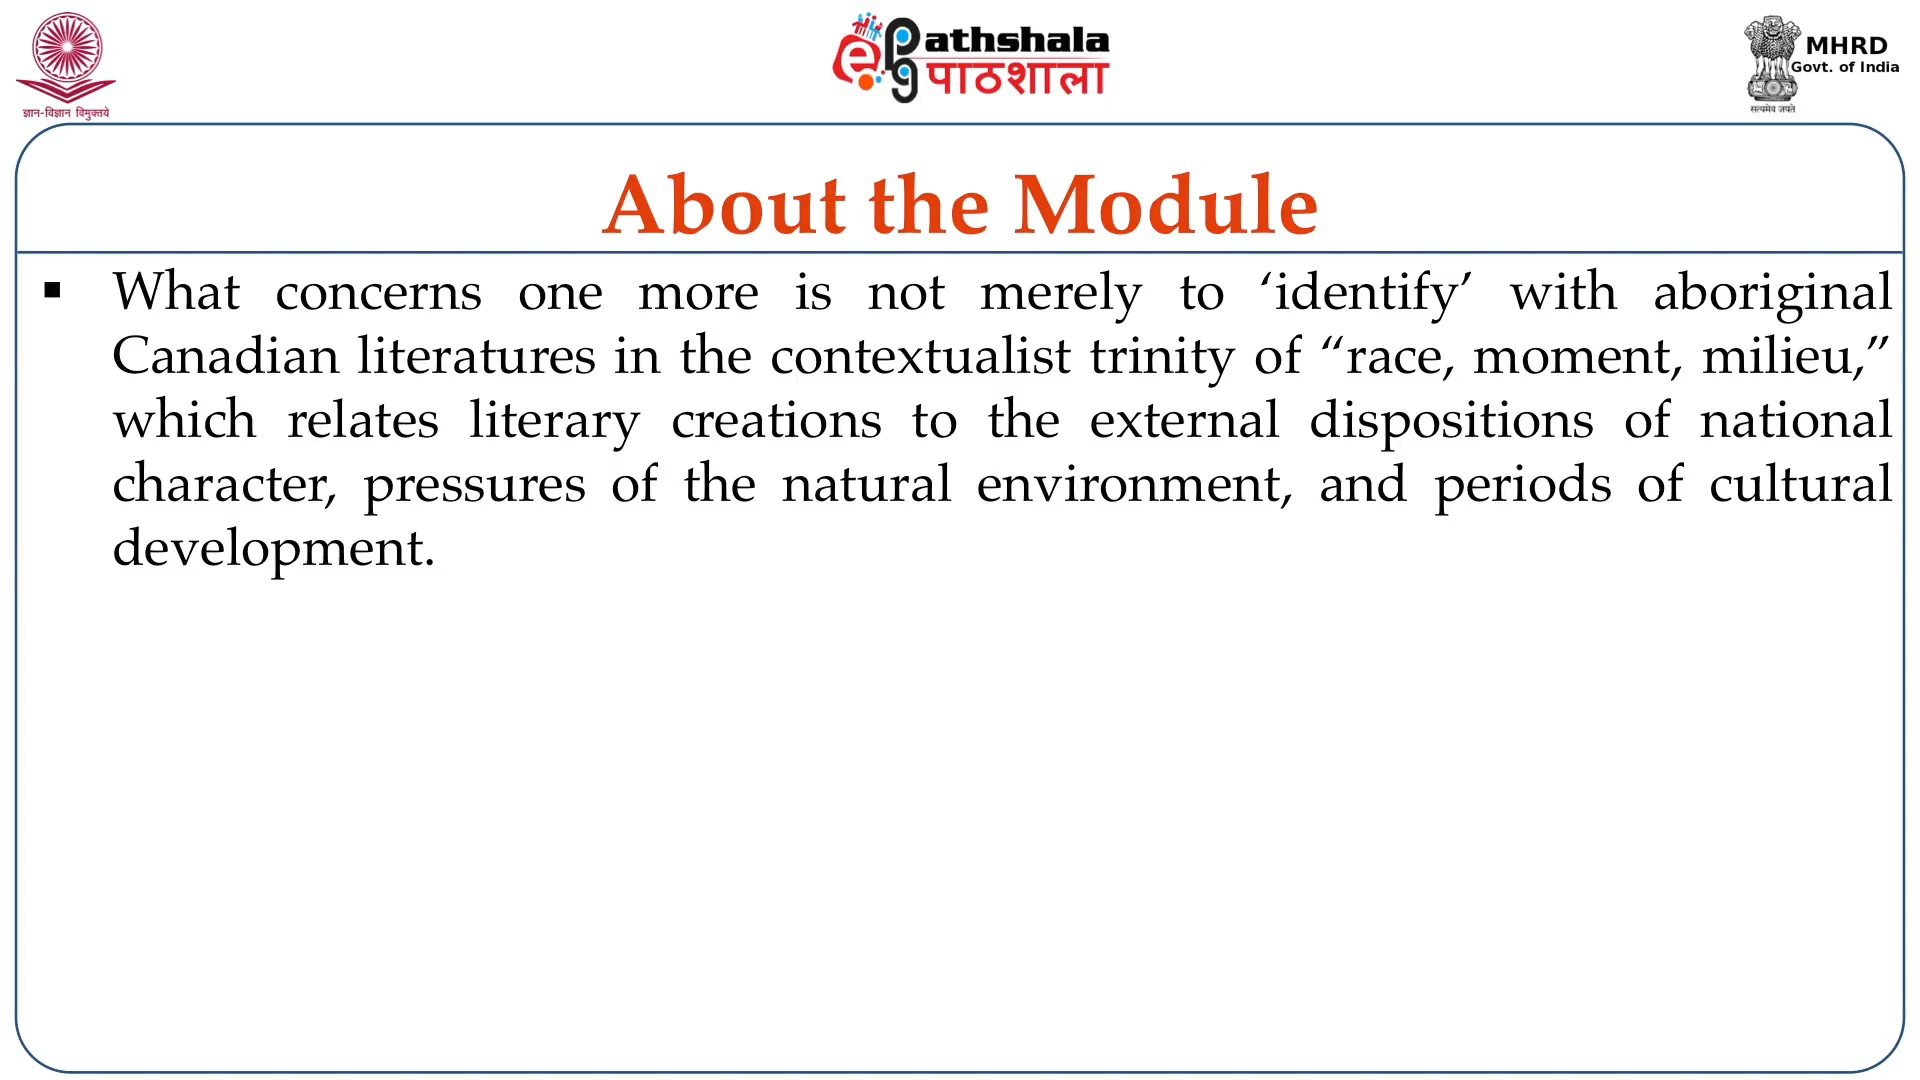 ज्ञान-विज्ञान विमुक्तये
e pg Pathshala
पाठशाला
MHRD
Govt. of India
सत्यमेव जयते
About the Module
▪ What concerns one more is not merely to ‘identify’ with aboriginal
Canadian literatures in the contextualist trinity of “race, moment, milieu,”
which relates literary creations to the external dispositions of national
character, pressures of the natural environment, and periods of cultural
development.